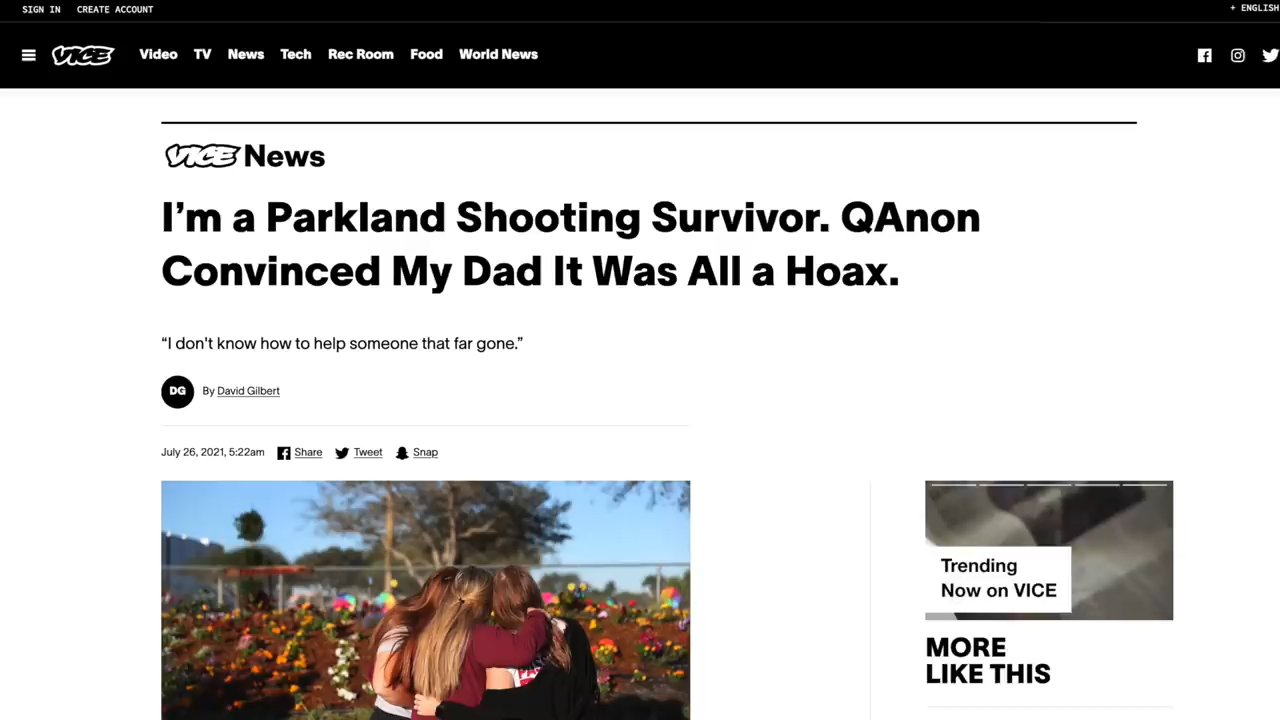 SIGN IN CREATE ACCOUNT
+ ENGLISH
VICE Video TV News Tech Rec Room Food World News
VICE News
I’m a Parkland Shooting Survivor. QAnon
Convinced My Dad It Was All a Hoax.
“I don't know how to help someone that far gone.”
DG By David Gilbert
July 26, 2021, 5:22am Share Tweet Snap
Trending
Now on VICE
MORE
LIKE THIS